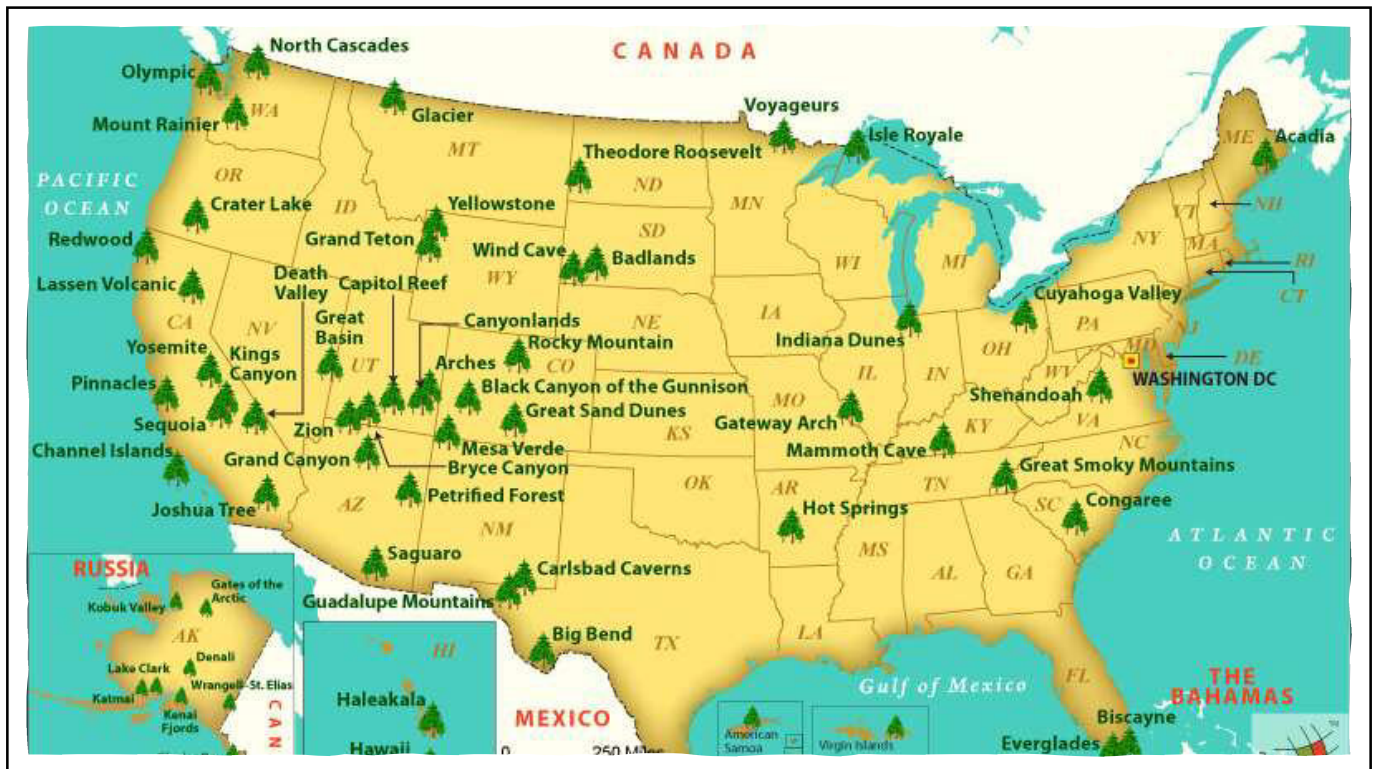 CANADA
North Cascades
Olympic
WA
Mount Rainier
Glacier
MT
Voyageurs
Isle Royale
Theodore Roosevelt
ND
ME
Acadia
PACIFIC
OCEAN
OR
Crater Lake
ID
Yellowstone
MN
VT
NH
Redwood
Grand Teton
SD
Wind Cave
Badlands
WY
WI
MI
NY
MA
RI
CT
Lassen Volcanic
Death
Valley
Capitol Reef
Cuyahoga Valley
CA
NV
Great
Basin
Canyonlands
Rocky Mountain
NE
IA
Indiana Dunes
OH
PA
NJ
MD
DE
WASHINGTON DC
Yosemite
Kings
Canyon
UT
Arches
CO
Black Canyon of the Gunnison
IL
IN
WV
Shenandoah
VA
Pinnacles
Sequoia
Zion
Great Sand Dunes
MO
Gateway Arch
KS
KY
Mammoth Cave
NC
Channel Islands
Grand Canyon
Mesa Verde
Bryce Canyon
Great Smoky Mountains
TN
Joshua Tree
AZ
Petrified Forest
OK
AR
Hot Springs
SC
Congaree
NM
MS
AL
GA
ATLANTIC
OCEAN
Saguaro
Carlsbad Caverns
Guadalupe Mountains
Big Bend
TX
LA
FL
Gulf of Mexico
THE
BAHAMAS
Biscayne
Everglades
RUSSIA
Gates of the
Arctic
Kobuk Valley
AK
Denali
Lake Clark
Wrangell-St. Elias
Katmai
Kenai
Fjords
CAN
HI
Haleakala
Hawaii
MEXICO
0
250 Miles
American
Samoa
Virgin Islands
TM